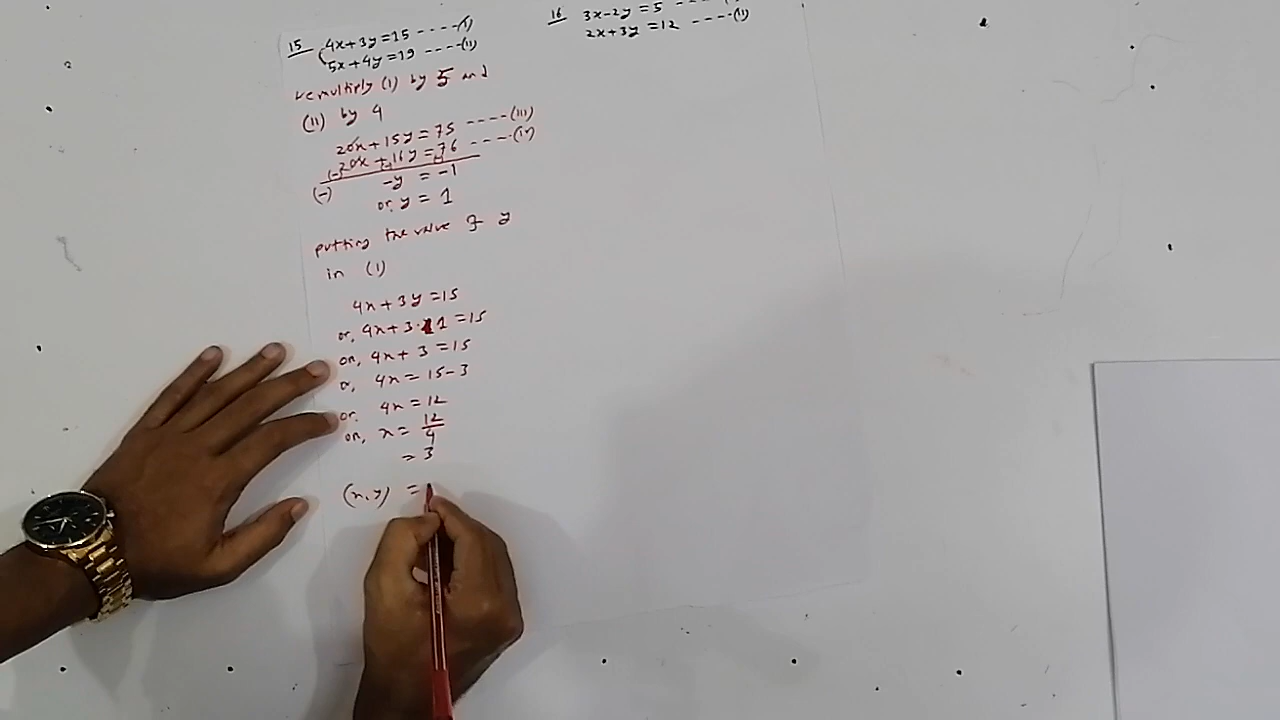 15 4x+3y=15 ----(i)
5x+4y=19 ----(ii)
multiply (i) by 5 and
(ii) by 4
20x+15y=75 ----(iii)
20x+16y=76 ----(iv)
(-) (-) (-)
(-) -y = -1
or, y = 1
putting the value of y
in (i)
4x+3y=15
or, 4x+3·1=15
or, 4x+3=15
or, 4x=15-3
or, 4x=12
or, x= 12/4
= 3
(x,y) =
16 3x-2y=5 ----
2x+3y=12 ----(ii)